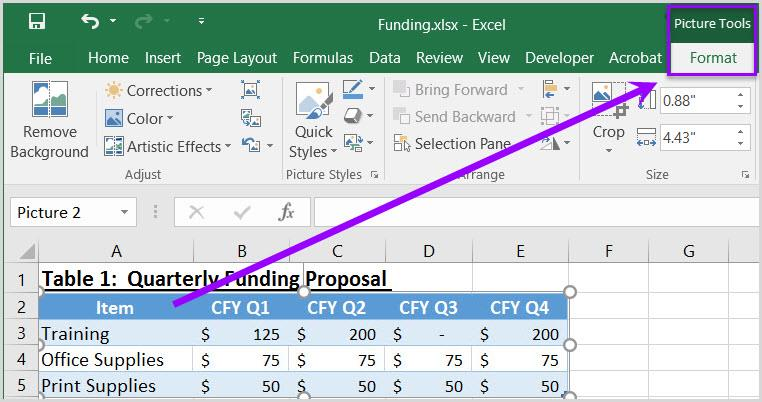 Funding.xlsx - Excel
Picture Tools
File Home Insert Page Layout Formulas Data Review View Developer Acrobat Format
Remove Background
Corrections
Color
Artistic Effects
Adjust
Quick Styles
Picture Styles
Bring Forward
Send Backward
Selection Pane
Arrange
Crop
0.88"
4.43"
Size
Picture 2 fx
A B C D E F G
1 Table 1: Quarterly Funding Proposal
2 Item CFY Q1 CFY Q2 CFY Q3 CFY Q4
3 Training $ 125 $ 200 $ - $ 200
4 Office Supplies $ 75 $ 75 $ 75 $ 75
5 Print Supplies $ 50 $ 50 $ 50 $ 50